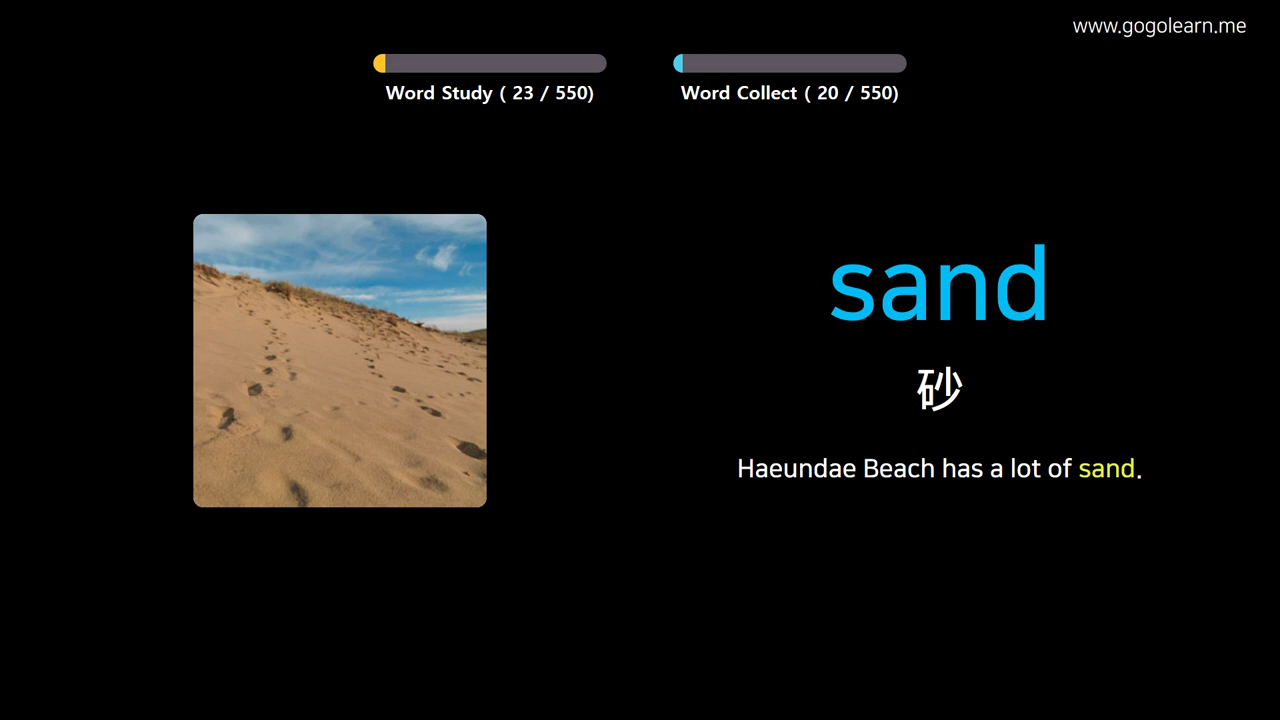 www.gogolearn.me
Word Study ( 23 / 550)
Word Collect ( 20 / 550)
sand
砂
Haeundae Beach has a lot of sand.